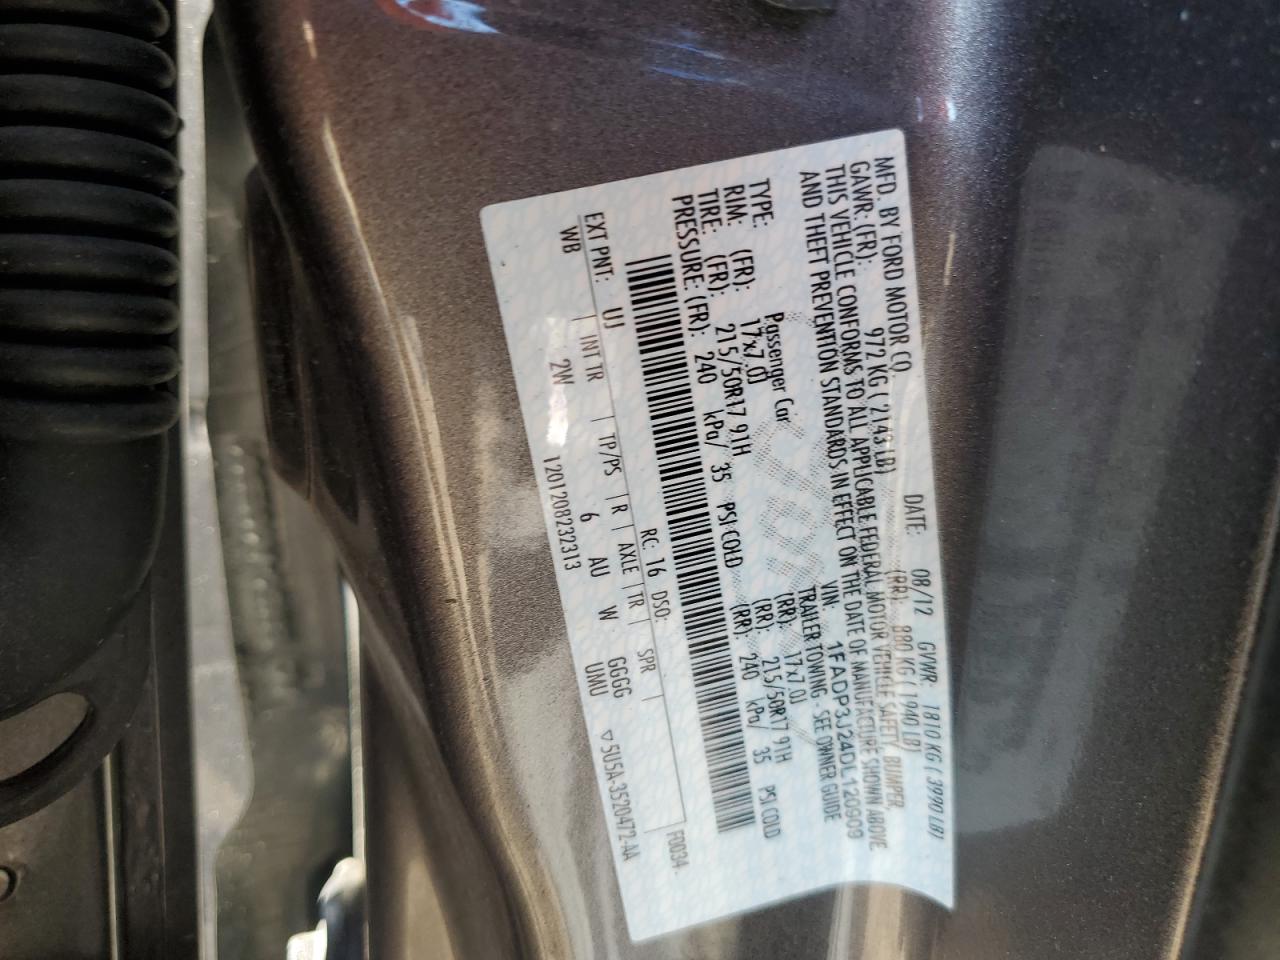 MFD. BY FORD MOTOR CO. DATE: 08/12 GVWR: 1810 KG ( 3990 LB)
GAWR: (FR): 972 KG ( 2143 LB) (RR): 880 KG ( 1940 LB)
THIS VEHICLE CONFORMS TO ALL APPLICABLE FEDERAL MOTOR VEHICLE SAFETY, BUMPER,
AND THEFT PREVENTION STANDARDS IN EFFECT ON THE DATE OF MANUFACTURE SHOWN ABOVE
VIN: 1FADP3J24DL120909
TYPE: Passenger Car TRAILER TOWING - SEE OWNER GUIDE
RIM: (FR): 17x7.0J (RR): 17x7.0J
TIRE: (FR): 215/50R17 91H (RR): 215/50R17 91H
PRESSURE: (FR): 240 kPa/ 35 PSI COLD (RR): 240 kPa/ 35 PSI COLD
F0034
EXT PNT: UJ RC: 16 DSO:
WB | INT TR | TP/PS | R | AXLE | TR | SPR |
2W 6 AU W GGGG
UMU
120120823​2313 ▽5U5A-3520472-AA